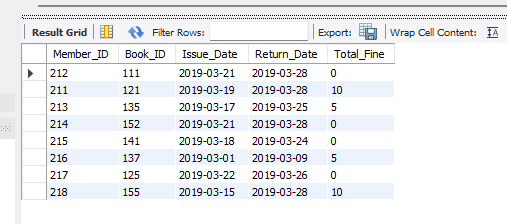 Result Grid Filter Rows: Export: Wrap Cell Content: IA
Member_ID Book_ID Issue_Date Return_Date Total_Fine
212 111 2019-03-21 2019-03-28 0
211 121 2019-03-19 2019-03-28 10
213 135 2019-03-17 2019-03-25 5
214 152 2019-03-21 2019-03-28 0
215 141 2019-03-18 2019-03-24 0
216 137 2019-03-01 2019-03-09 5
217 125 2019-03-22 2019-03-26 0
218 155 2019-03-15 2019-03-28 10